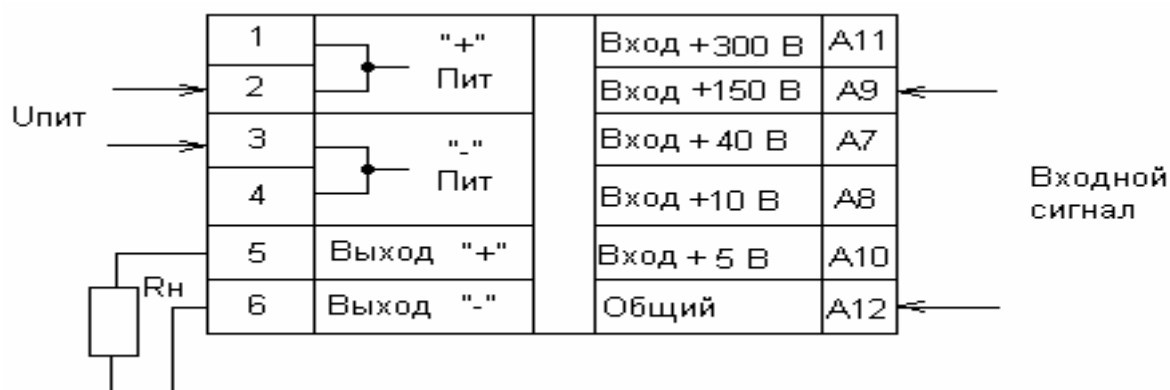 1 "+" Вход +300 В A11
2 Пит Вход +150 В A9
Uпит
3 "-" Вход + 40 В A7
4 Пит Вход +10 В A8
Входной
сигнал
5 Выход "+" Вход + 5 В A10
Rн
6 Выход "-" Общий A12